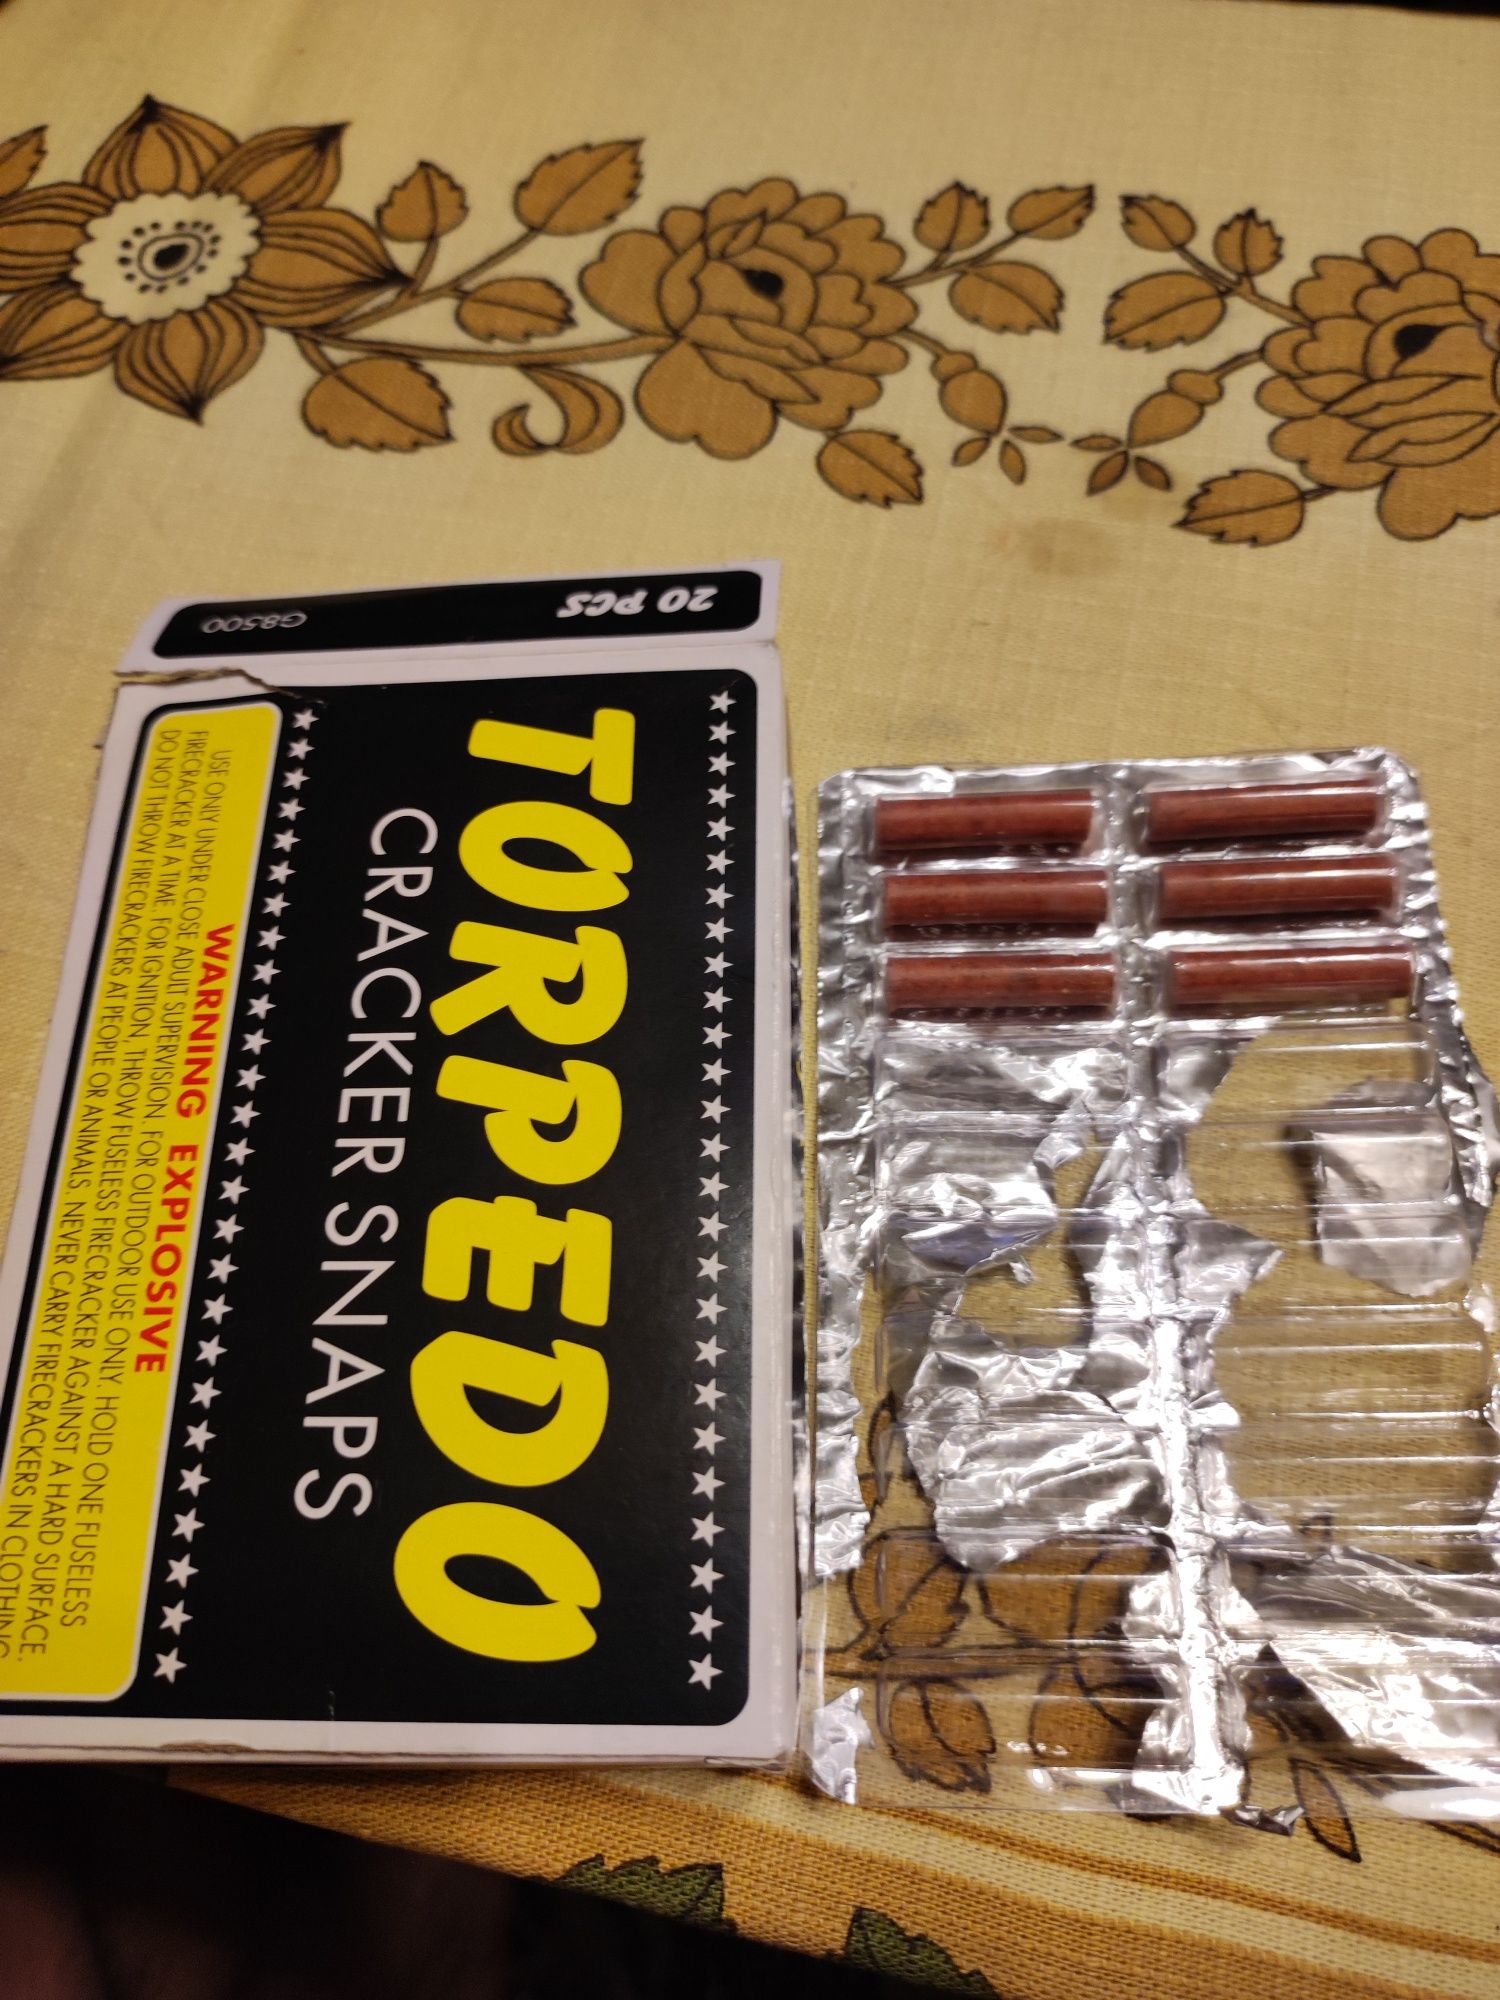 20 PCS
G8500
TORPEDO
CRACKER SNAPS
WARNING EXPLOSIVE
USE ONLY UNDER CLOSE ADULT SUPERVISION. FOR OUTDOOR USE ONLY. HOLD ONE FUSELESS
FIRECRACKER AT A TIME. FOR IGNITION, THROW FUSELESS FIRECRACKER AGAINST A HARD SURFACE.
DO NOT THROW FIRECRACKERS AT PEOPLE OR ANIMALS. NEVER CARRY FIRECRACKERS IN CLOTHING